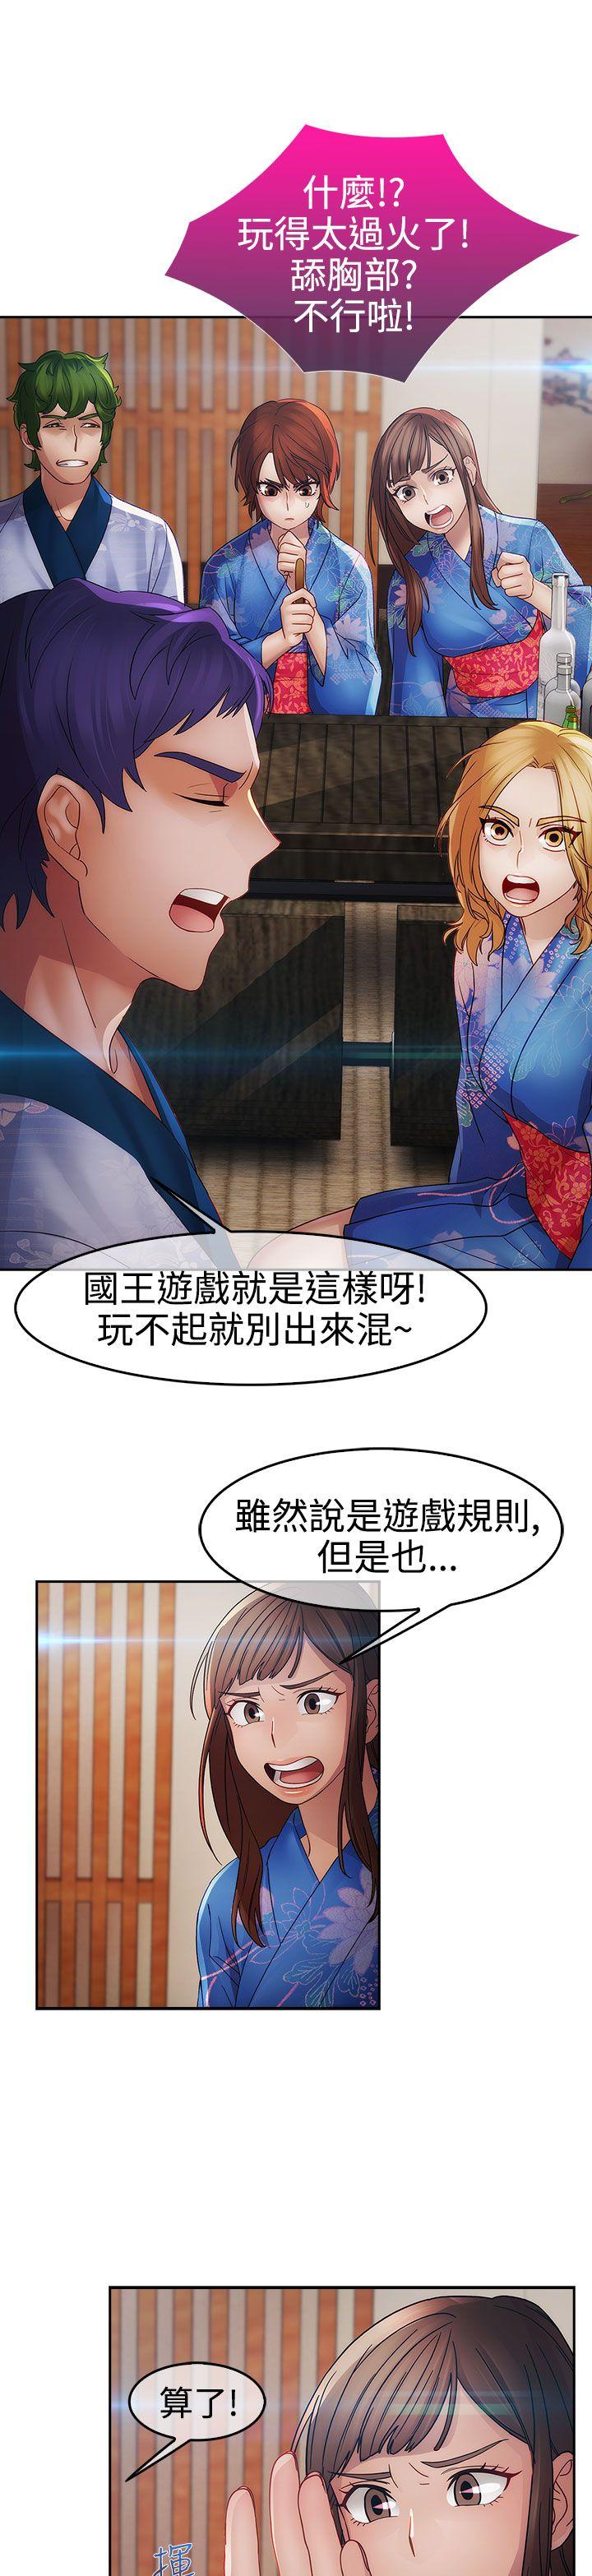 什麼!?
玩得太過火了!
舔胸部?
不行啦!
國王遊戲就是這樣呀!
玩不起就別出來混~
雖然說是遊戲規則,
但是也...
算了!
揮